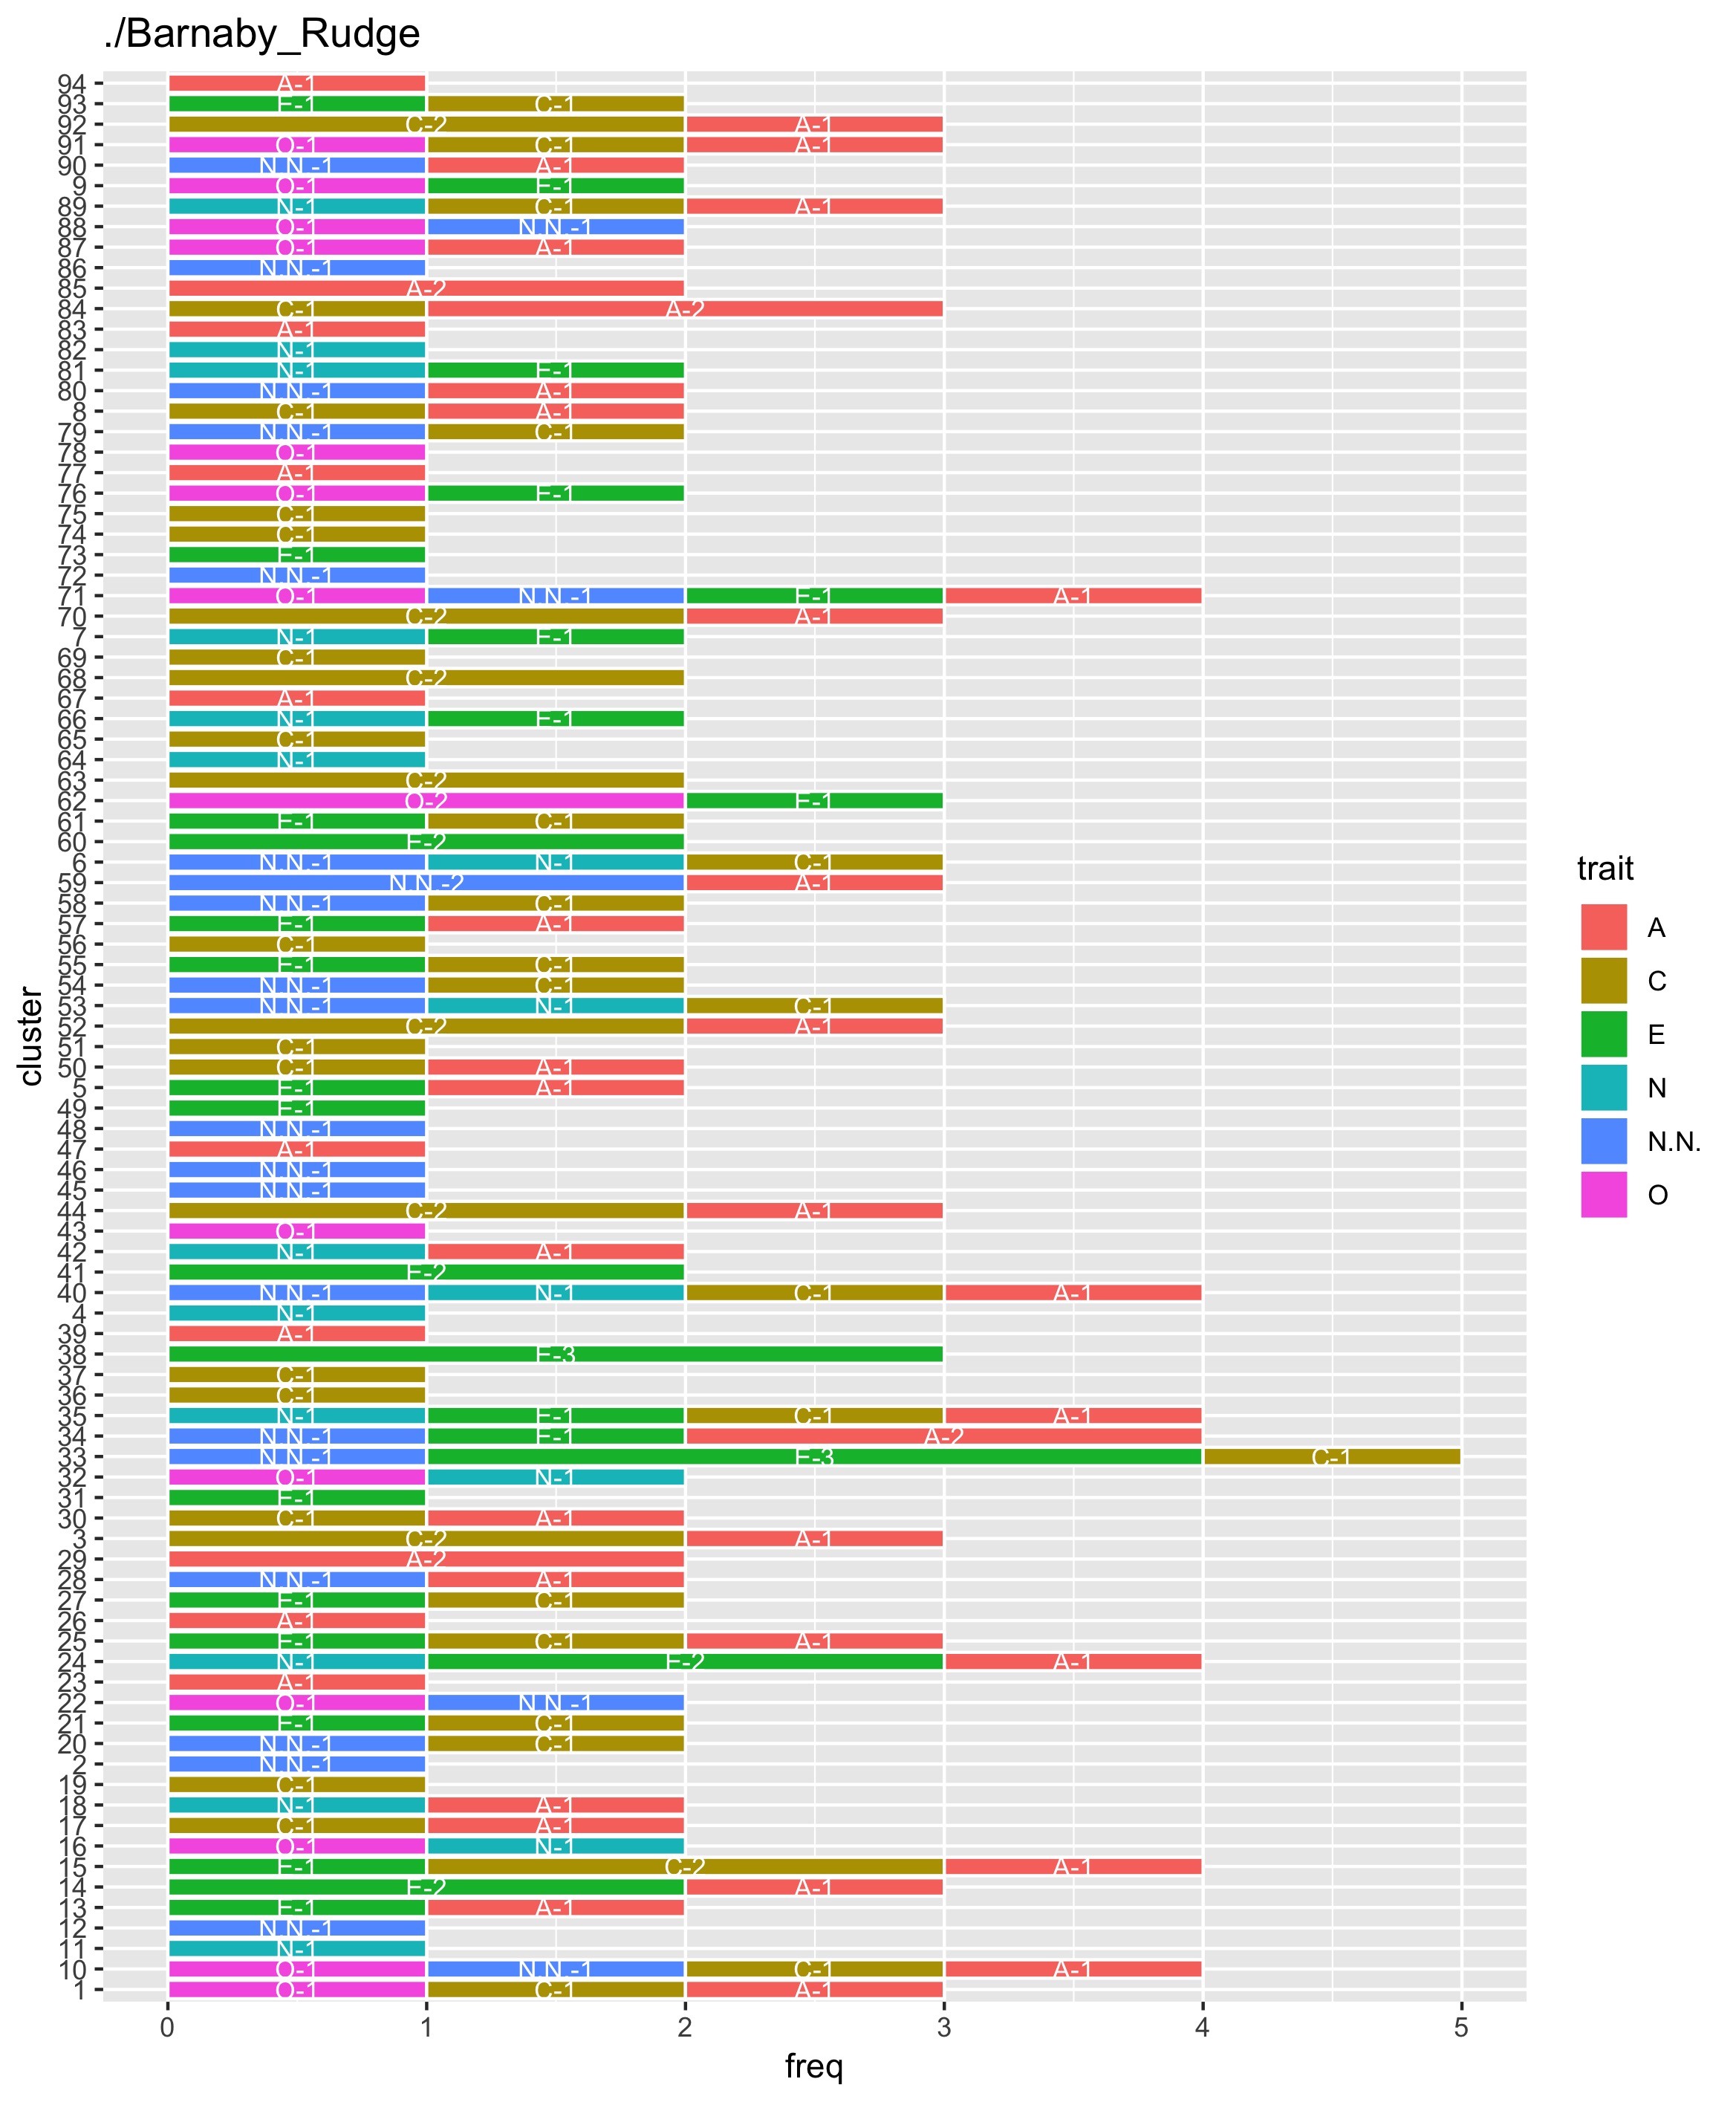 ./Barnaby_Rudge
94 A-1
93 E-1 C-1
92 C-2 A-1
91 O-1 C-1 A-1
90 N.N.-1 A-1
9 O-1 E-1
89 N-1 C-1 A-1
88 O-1 N.N.-1
87 O-1 A-1
86 N.N.-1
85 A-2
84 C-1 A-2
83 A-1
82 N-1
81 N-1 E-1
80 N.N.-1 A-1
8 C-1 A-1
79 N.N.-1 C-1
78 O-1
77 A-1
76 O-1 E-1
75 C-1
74 C-1
73 E-1
72 N.N.-1
71 O-1 N.N.-1 E-1 A-1
70 C-2 A-1
7 N-1 E-1
69 C-1
68 C-2
67 A-1
66 N-1 E-1
65 C-1
64 N-1
63 C-2
62 O-2 E-1
61 E-1 C-1
60 E-2
6 N.N.-1 N-1 C-1
59 N.N.-2 A-1
58 N.N.-1 C-1
57 E-1 A-1
56 C-1
55 E-1 C-1
54 N.N.-1 C-1
53 N.N.-1 N-1 C-1
52 C-2 A-1
51 C-1
50 C-1 A-1
5 E-1 A-1
49 E-1
48 N.N.-1
47 A-1
46 N.N.-1
45 N.N.-1
44 C-2 A-1
43 O-1
42 N-1 A-1
41 E-2
40 N.N.-1 N-1 C-1 A-1
4 N-1
39 A-1
38 E-3
37 C-1
36 C-1
35 N-1 E-1 C-1 A-1
34 N.N.-1 E-1 A-2
33 N.N.-1 E-3 C-1
32 O-1 N-1
31 E-1
30 C-1 A-1
3 C-2 A-1
29 A-2
28 N.N.-1 A-1
27 E-1 C-1
26 A-1
25 E-1 C-1 A-1
24 N-1 E-2 A-1
23 A-1
22 O-1 N.N.-1
21 E-1 C-1
20 N.N.-1 C-1
2 N.N.-1
19 C-1
18 N-1 A-1
17 C-1 A-1
16 O-1 N-1
15 E-1 C-2 A-1
14 E-2 A-1
13 E-1 A-1
12 N.N.-1
11 N-1
10 O-1 N.N.-1 C-1 A-1
1 O-1 C-1 A-1
0 1 2 3 4 5
freq
cluster
trait
A
C
E
N
N.N.
O